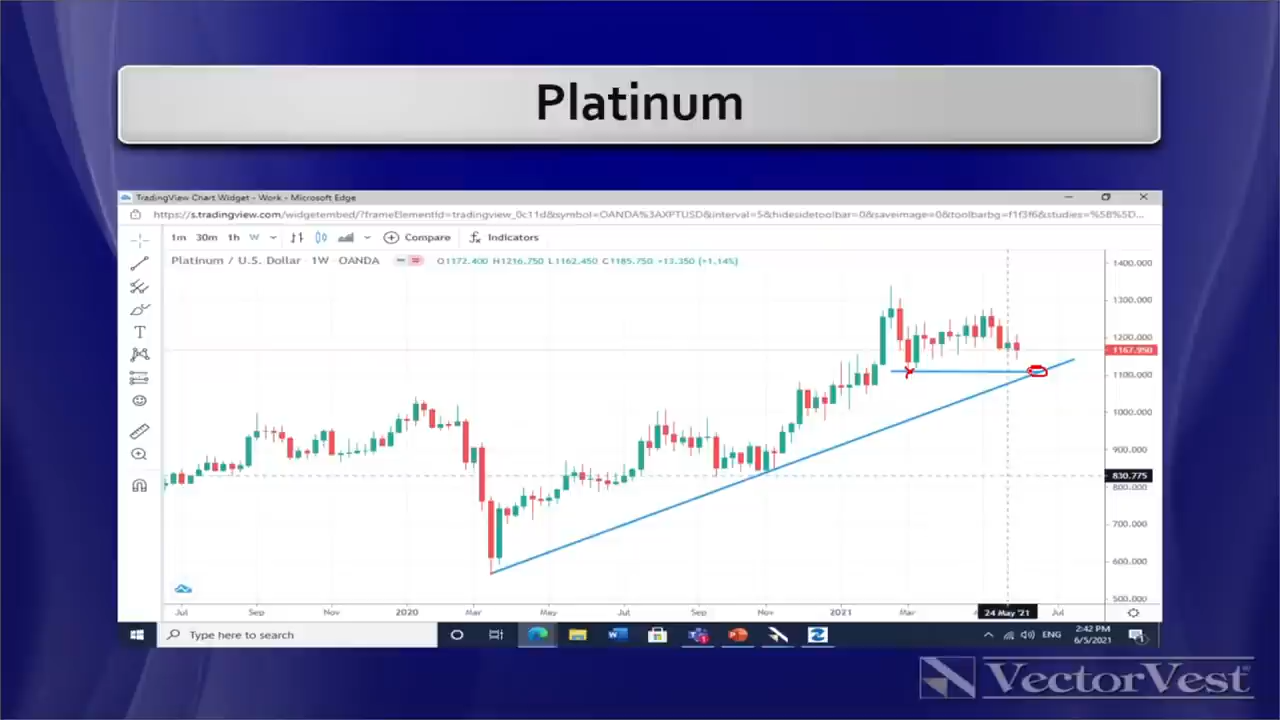 Platinum
TradingView Chart Widget - Work - Microsoft Edge
https://s.tradingview.com/widgetembed/?frameElementId=tradingview_0c11d&symbol=OANDA%3AXPTUSD&interval=5&hidesidetoolbar=0&saveimage=0&toolbarbg=f1f3f6&studies=%5B%5D...
1m 30m 1h W Compare Indicators
Platinum / U.S. Dollar 1W OANDA O1172.400 H1216.750 L1162.450 C1185.750 +13.350 (+1.14%)
1400.000
1300.000
1200.000
1167.950
1100.000
1000.000
900.000
830.775
800.000
700.000
600.000
500.000
Jul Sep Nov 2020 Mar May Jul Sep Nov 2021 Mar 24 May '21 Jul
Type here to search
ENG
2:42 PM
6/5/2021
VectorVest®